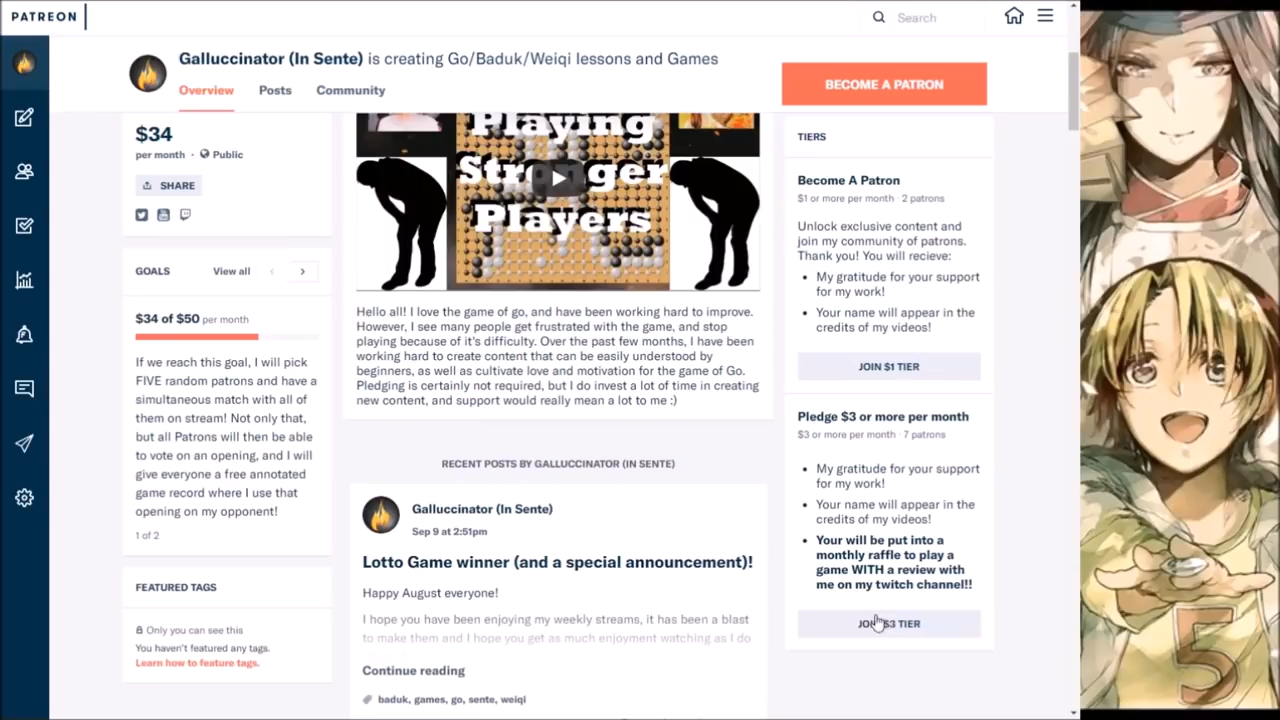 PATREON
Search
Galluccinator (In Sente) is creating Go/Baduk/Weiqi lessons and Games
Overview
Posts
Community
BECOME A PATRON
$34
per month · Public
SHARE
GOALS
View all
$34 of $50 per month
If we reach this goal, I will pick
FIVE random patrons and have a
simultaneous match with all of
them on stream! Not only that,
but all Patrons will then be able
to vote on an opening, and I will
give everyone a free annotated
game record where I use that
opening on my opponent!
1 of 2
FEATURED TAGS
Only you can see this
You haven't featured any tags.
Learn how to feature tags.
Playing
Stronger
Players
Hello all! I love the game of go, and have been working hard to improve.
However, I see many people get frustrated with the game, and stop
playing because of it's difficulty. Over the past few months, I have been
working hard to create content that can be easily understood by
beginners, as well as cultivate love and motivation for the game of Go.
Pledging is certainly not required, but I do invest a lot of time in creating
new content, and support would really mean a lot to me :)
RECENT POSTS BY GALLUCCINATOR (IN SENTE)
Galluccinator (In Sente)
Sep 9 at 2:51pm
Lotto Game winner (and a special announcement)!
Happy August everyone!
I hope you have been enjoying my weekly streams, it has been a blast
to make them and I hope you get as much enjoyment watching as I do
Continue reading
baduk, games, go, sente, weiqi
TIERS
Become A Patron
$1 or more per month · 2 patrons
Unlock exclusive content and
join my community of patrons.
Thank you! You will recieve:
• My gratitude for your support
for my work!
• Your name will appear in the
credits of my videos!
JOIN $1 TIER
Pledge $3 or more per month
$3 or more per month · 7 patrons
• My gratitude for your support
for my work!
• Your name will appear in the
credits of my videos!
• Your will be put into a
monthly raffle to play a
game WITH a review with
me on my twitch channel!!
JOIN $3 TIER
5